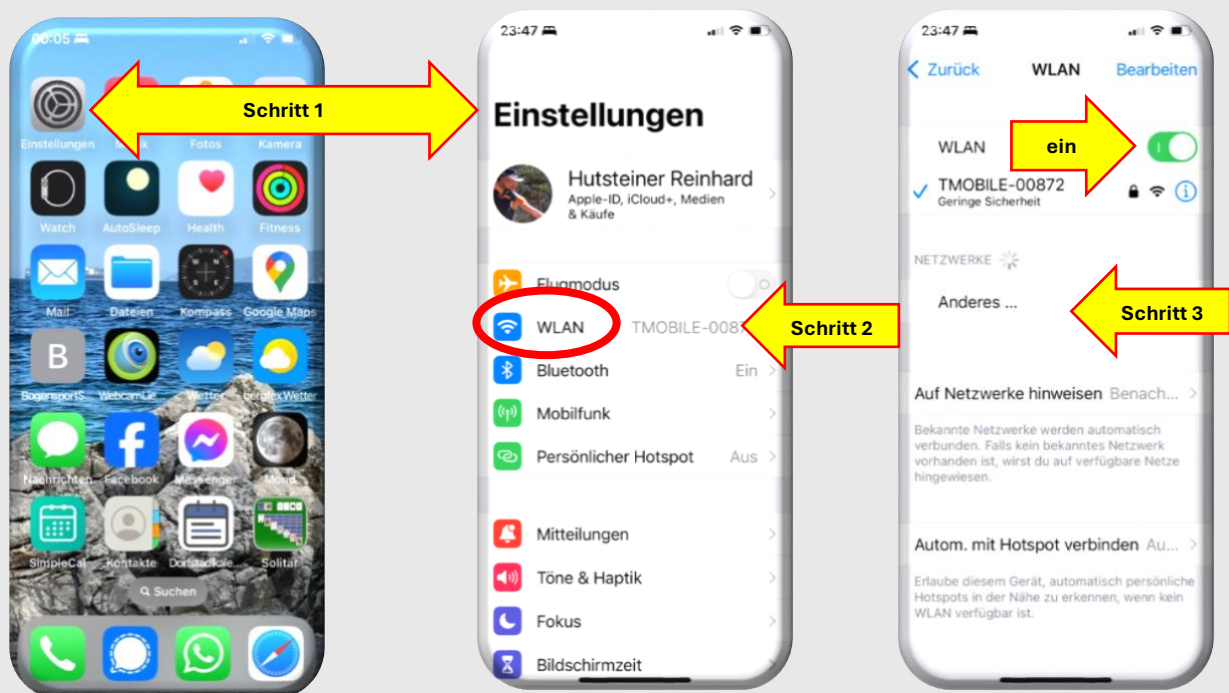 00:05
Einstellungen
Fotos
Kamera
Watch
AutoSleep
Health
Fitness
Mail
Dateien
Kompass
Google Maps
B
Wetter
Nachrichten
Facebook
Messenger
Mond
SimpleCal
Kontakte
Solitär
Suchen
Schritt 1
23:47
Einstellungen
Hutsteiner Reinhard
Apple-ID, iCloud+, Medien
& Käufe
Flugmodus
WLAN TMOBILE-0087
Schritt 2
Bluetooth Ein
Mobilfunk
Persönlicher Hotspot Aus
Mitteilungen
Töne & Haptik
Fokus
Bildschirmzeit
23:47
Zurück WLAN Bearbeiten
WLAN
ein
TMOBILE-00872
Geringe Sicherheit
NETZWERKE
Anderes ...
Schritt 3
Auf Netzwerke hinweisen Benach...
Bekannte Netzwerke werden automatisch
verbunden. Falls kein bekanntes Netzwerk
vorhanden ist, wirst du auf verfügbare Netze
hingewiesen.
Autom. mit Hotspot verbinden Au...
Erlaube diesem Gerät, automatisch persönliche
Hotspots in der Nähe zu erkennen, wenn kein
WLAN verfügbar ist.